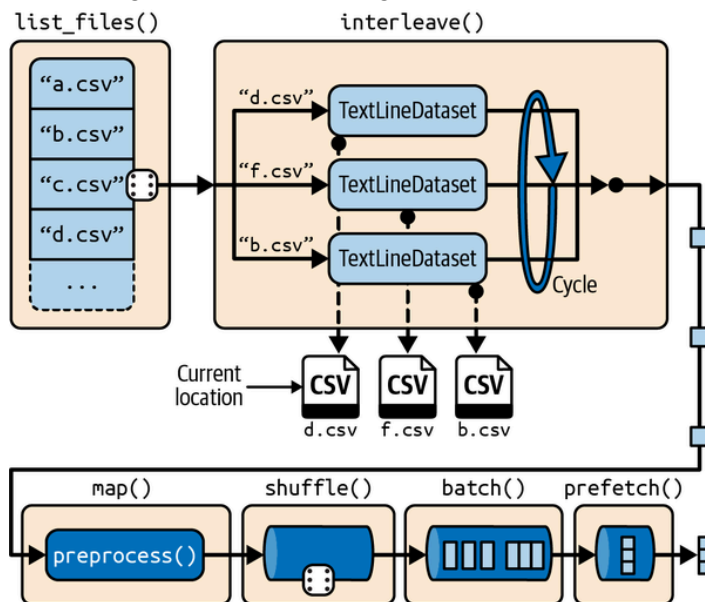 list_files()
interleave()
“a.csv”
“b.csv”
“c.csv”
“d.csv”
...
“d.csv”
TextLineDataset
“f.csv”
TextLineDataset
“b.csv”
TextLineDataset
Cycle
Current
location
CSV
CSV
CSV
d.csv
f.csv
b.csv
map()
shuffle()
batch()
prefetch()
preprocess()